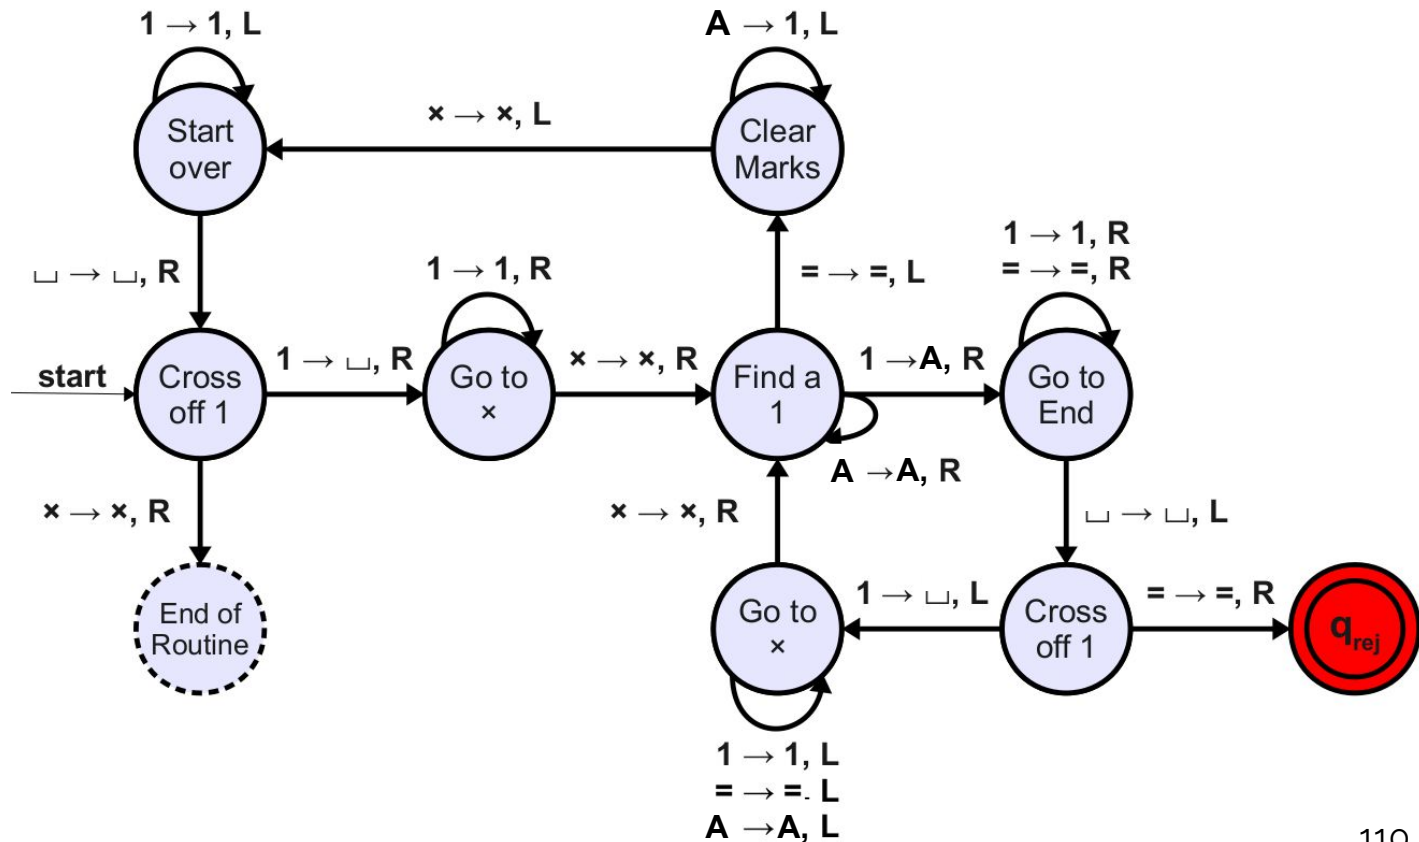 1 → 1, L
A → 1, L
Start
over
× → ×, L
Clear
Marks
␣ → ␣, R
1 → 1, R
= → =, L
1 → 1, R
= → =, R
start
Cross
off 1
1 → ␣, R
Go to
×
× → ×, R
Find a
1
1 → A, R
Go to
End
A → A, R
× → ×, R
× → ×, R
␣ → ␣, L
End of
Routine
Go to
×
1 → ␣, L
Cross
off 1
= → =, R
qrej
1 → 1, L
= → =, L
A → A, L
110